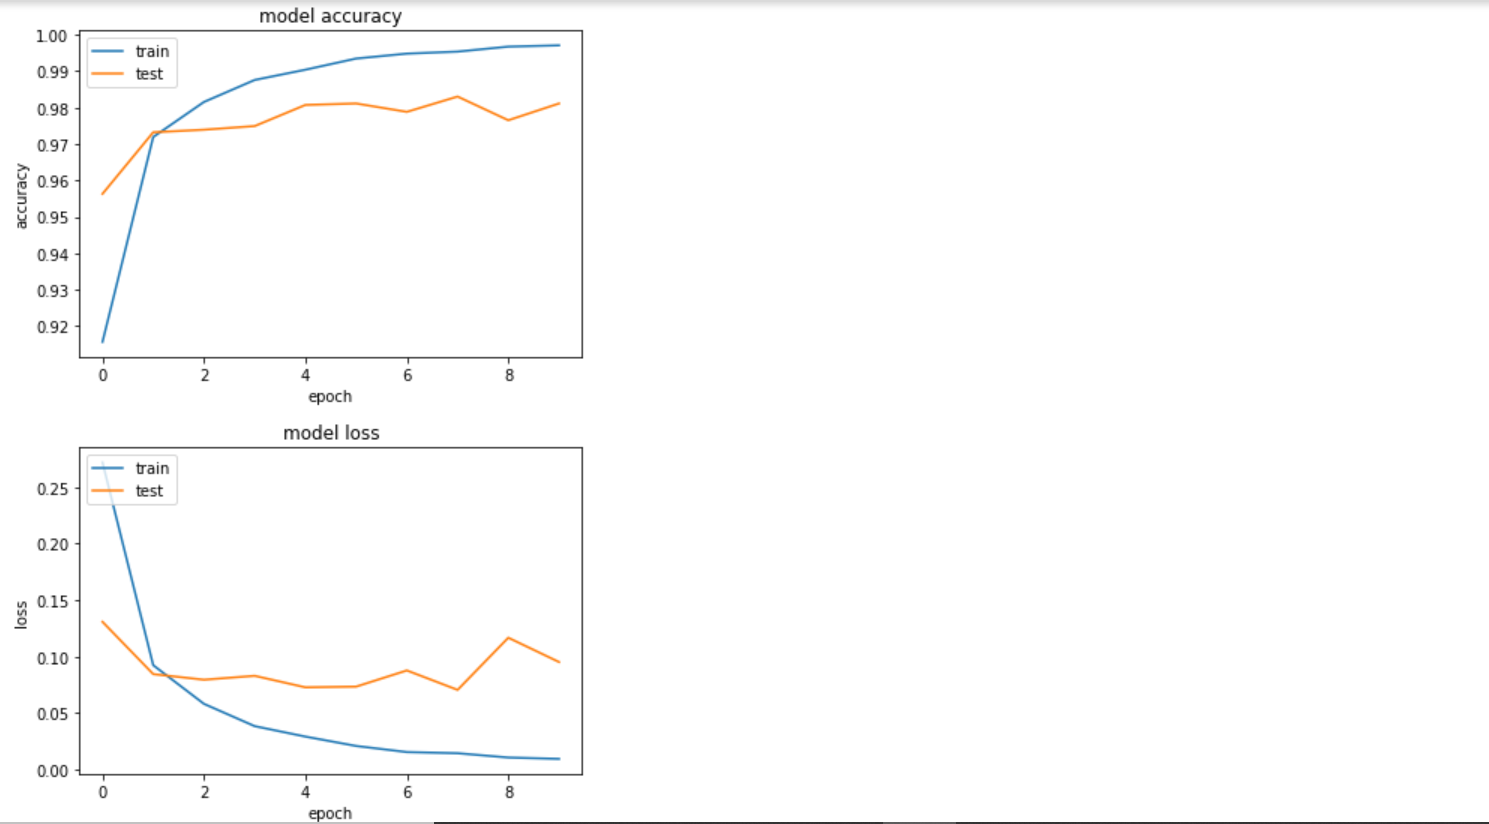 model accuracy
1.00
0.99
0.98
0.97
0.96
0.95
0.94
0.93
0.92
accuracy
train
test
0 2 4 6 8
epoch
model loss
0.25
0.20
0.15
0.10
0.05
0.00
loss
train
test
0 2 4 6 8
epoch